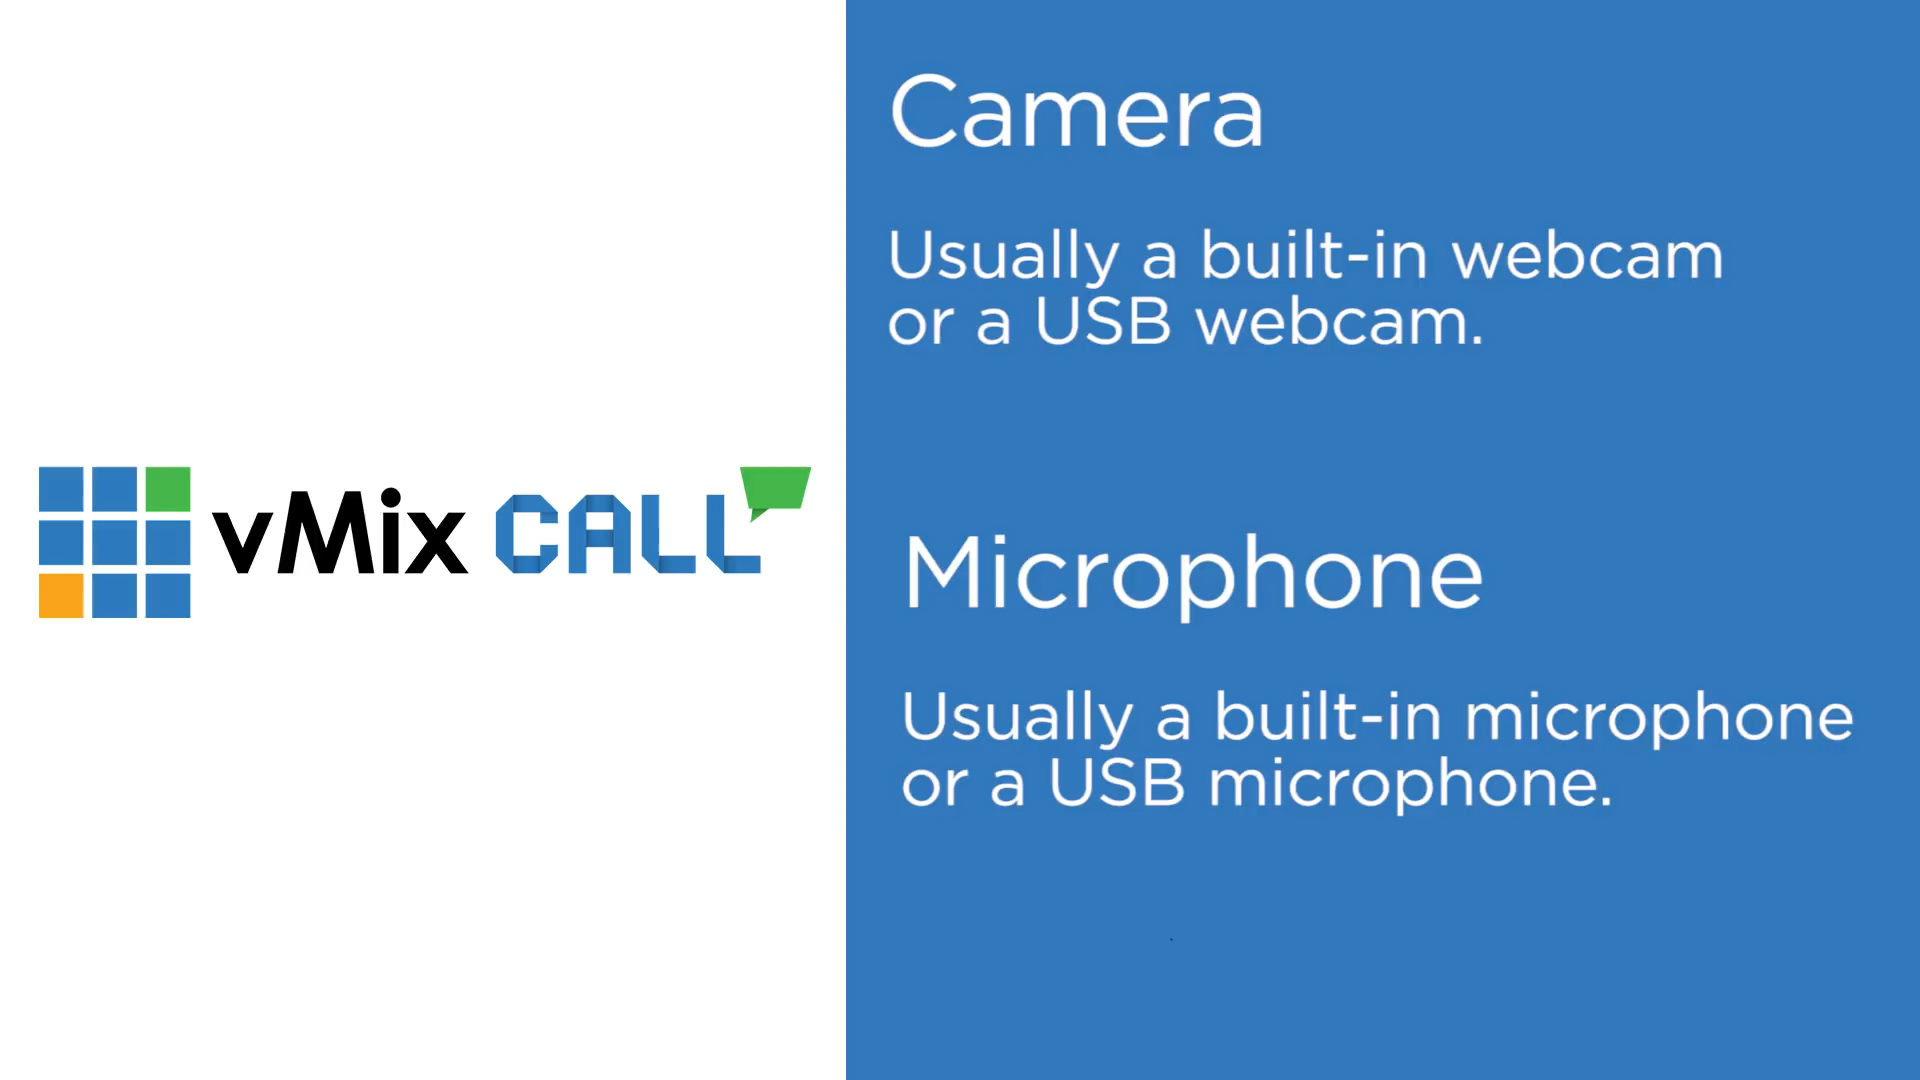 vMix CALL
Camera
Usually a built-in webcam
or a USB webcam.
Microphone
Usually a built-in microphone
or a USB microphone.